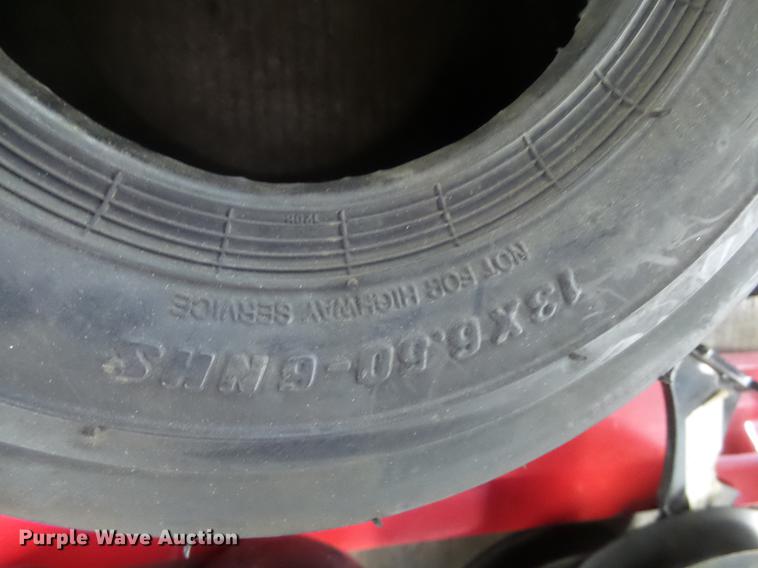 13X6.50-6NHS
NOT FOR HIGHWAY SERVICE
Purple Wave Auction